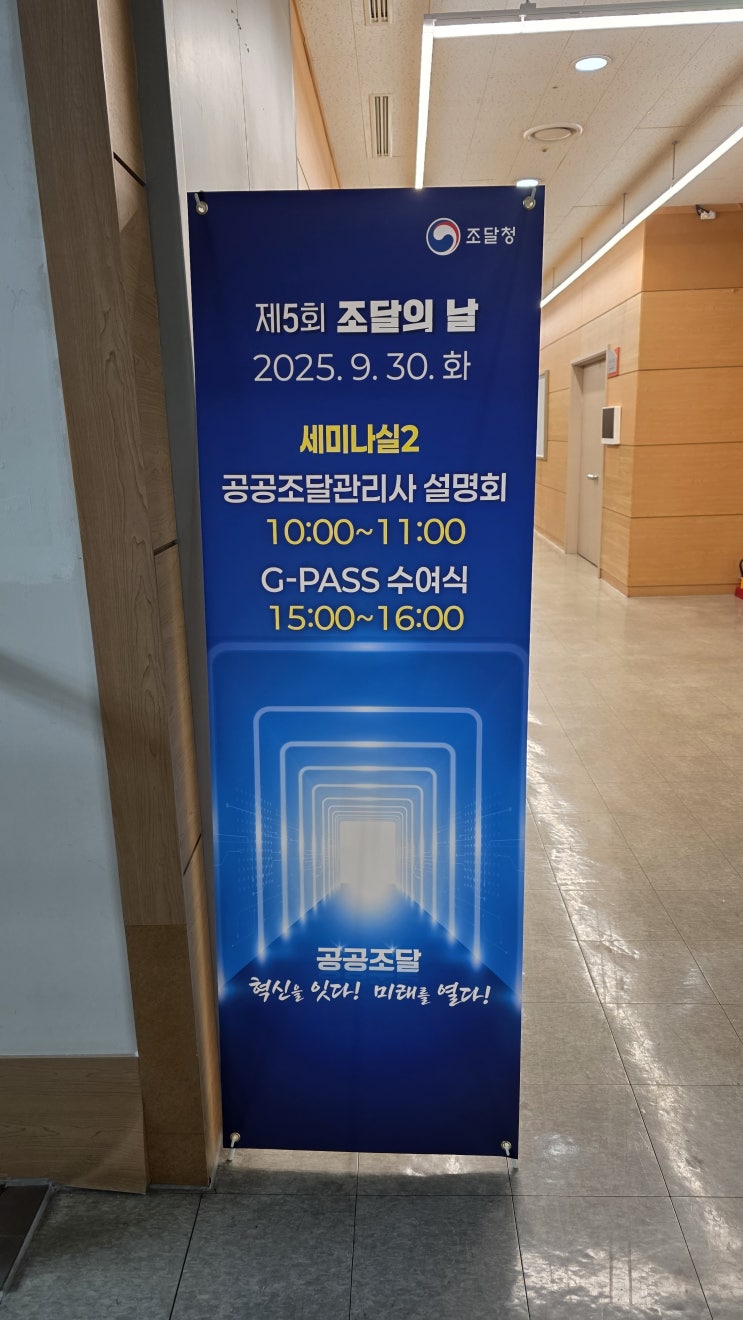 조달청
제5회 조달의 날
2025. 9. 30. 화
세미나실2
공공조달관리사 설명회
10:00~11:00
G-PASS 수여식
15:00~16:00
공공조달
혁신을 잇다! 미래를 열다!